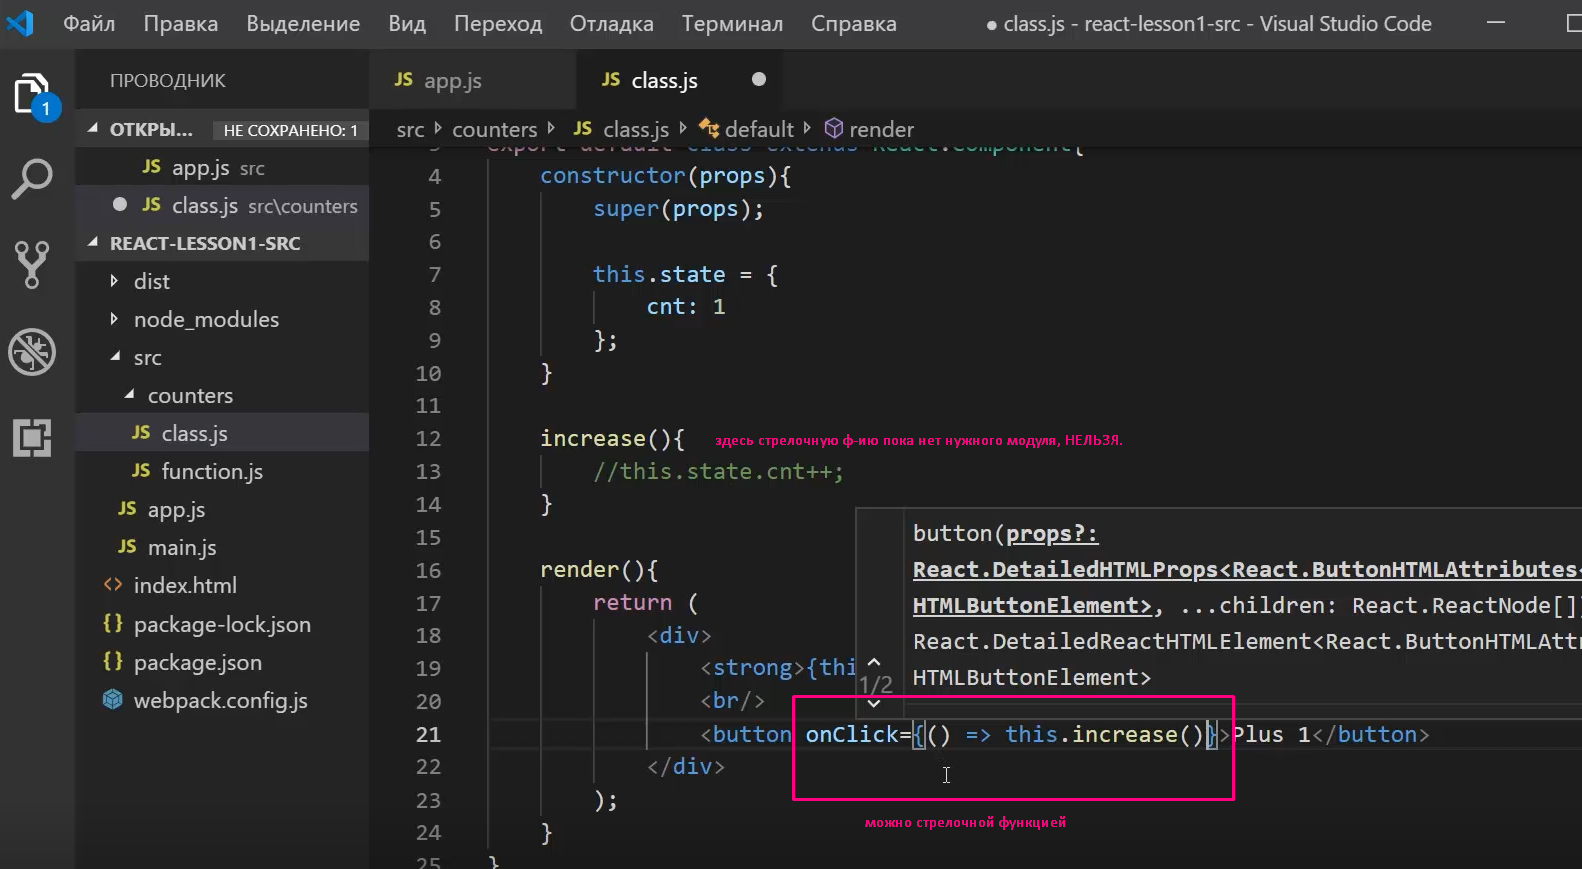 Файл Правка Выделение Вид Переход Отладка Терминал Справка ● class.js - react-lesson1-src - Visual Studio Code
ПРОВОДНИК
JS app.js
JS class.js
1
ОТКРЫ... НЕ СОХРАНЕНО: 1
src counters JS class.js default render
JS app.js src
JS class.js src\counters
REACT-LESSON1-SRC
dist
node_modules
src
counters
JS class.js
JS function.js
JS app.js
JS main.js
<> index.html
{} package-lock.json
{} package.json
webpack.config.js
3 export default class extends React.Component{
4 constructor(props){
5 super(props);
6
7 this.state = {
8 cnt: 1
9 };
10 }
11
12 increase(){ здесь стрелочную ф-ию пока нет нужного модуля, НЕЛЬЗЯ.
13 //this.state.cnt++;
14 }
15
16 render(){
17 return (
18 <div>
19 <strong>{thi
20 <br/>
21 <button onClick={() => this.increase()}>Plus 1</button>
22 </div>
23 );
24 }
25 }
button(props?:
React.DetailedHTMLProps<React.ButtonHTMLAttributes<
HTMLButtonElement>, ...children: React.ReactNode[]
React.DetailedReactHTMLElement<React.ButtonHTMLAttri
HTMLButtonElement>
1/2
можно стрелочной функцией